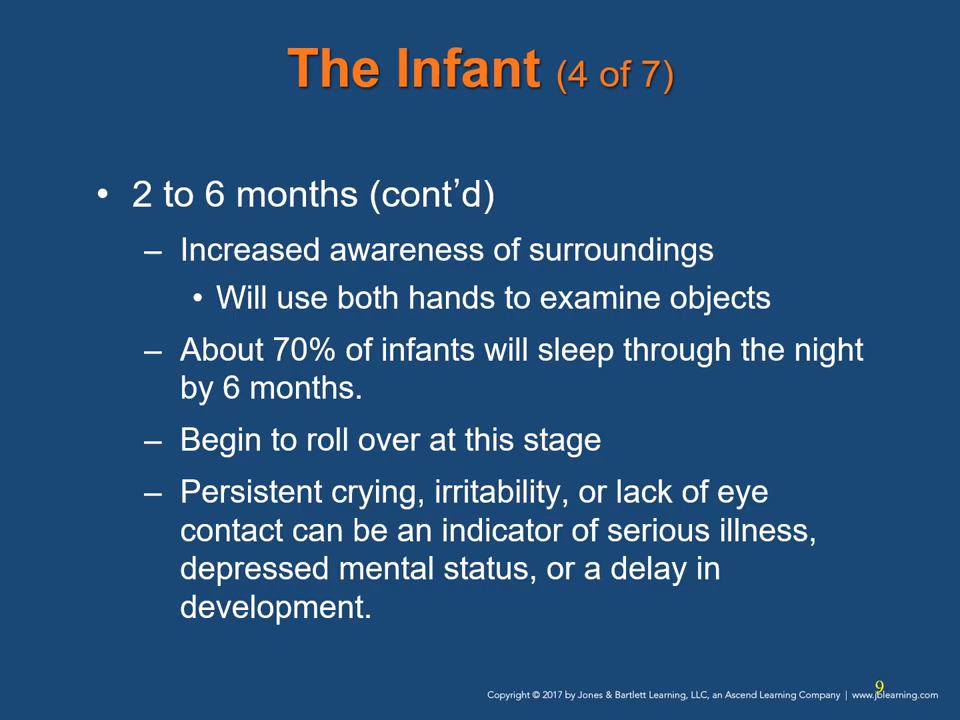 The Infant (4 of 7)
• 2 to 6 months (cont’d)
– Increased awareness of surroundings
• Will use both hands to examine objects
– About 70% of infants will sleep through the night
by 6 months.
– Begin to roll over at this stage
– Persistent crying, irritability, or lack of eye
contact can be an indicator of serious illness,
depressed mental status, or a delay in
development.
9
Copyright © 2017 by Jones & Bartlett Learning, LLC, an Ascend Learning Company | www.jblearning.com